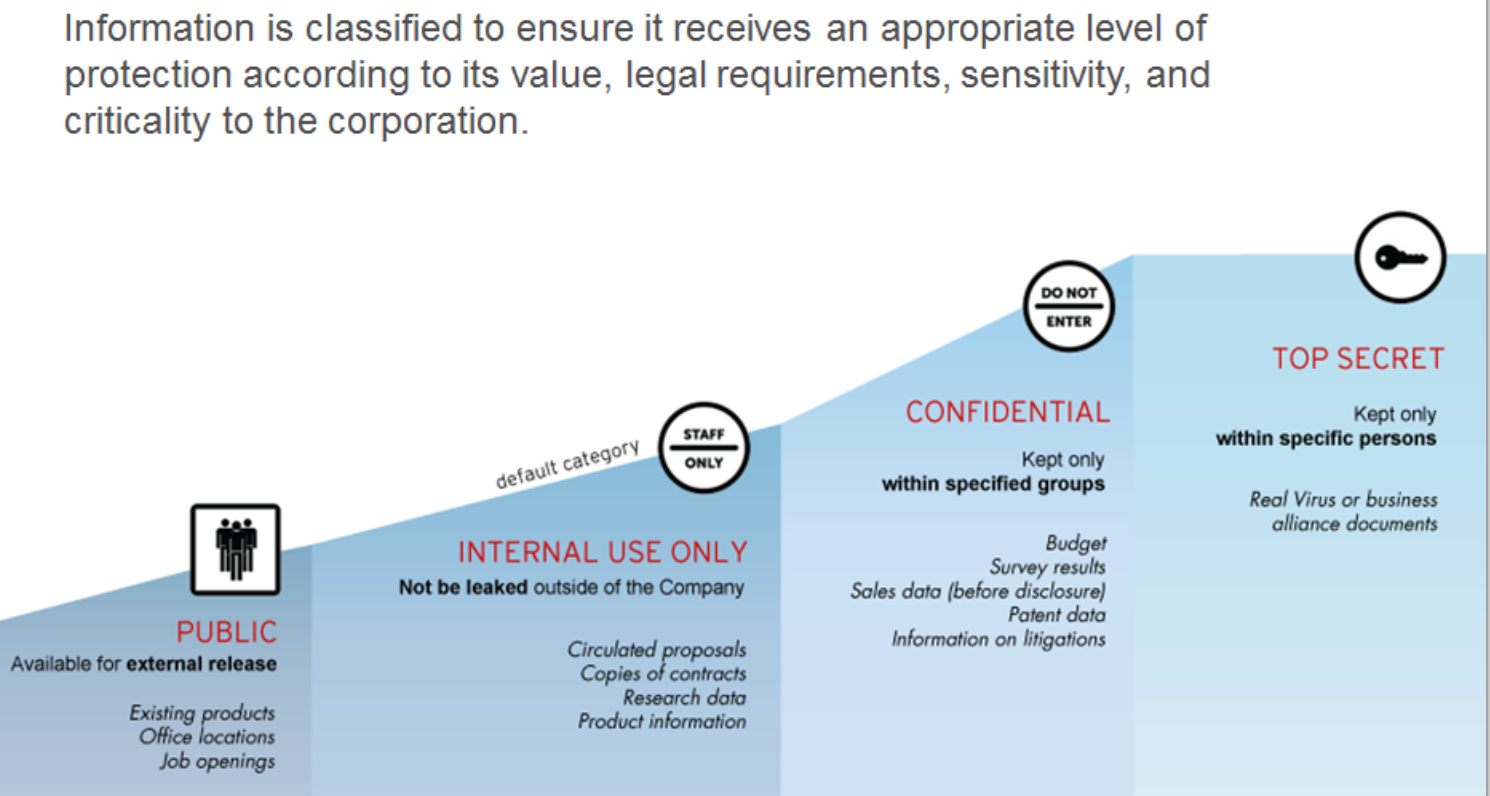 Information is classified to ensure it receives an appropriate level of
protection according to its value, legal requirements, sensitivity, and
criticality to the corporation.
PUBLIC
Available for external release
Existing products
Office locations
Job openings
default category
STAFF
ONLY
INTERNAL USE ONLY
Not be leaked outside of the Company
Circulated proposals
Copies of contracts
Research data
Product information
DO NOT
ENTER
CONFIDENTIAL
Kept only
within specified groups
Budget
Survey results
Sales data (before disclosure)
Patent data
Information on litigations
TOP SECRET
Kept only
within specific persons
Real Virus or business
alliance documents